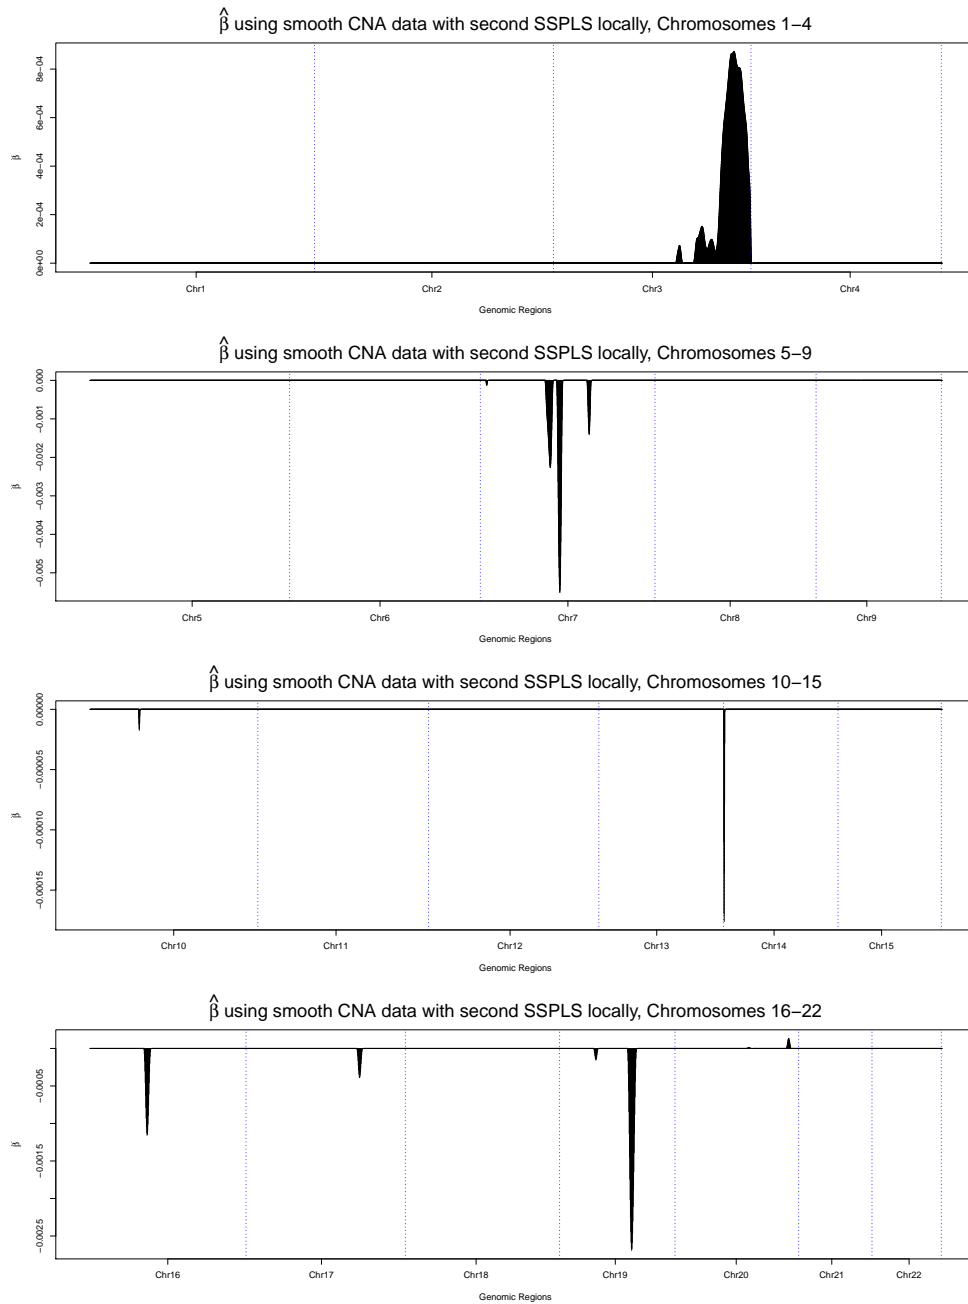 β̂ using smooth CNA data with second SSPLS locally, Chromosomes 1−4
8e−04
6e−04
4e−04
2e−04
0e+00
β
Chr1 Chr2 Chr3 Chr4
Genomic Regions
β̂ using smooth CNA data with second SSPLS locally, Chromosomes 5−9
0.000
−0.001
−0.002
−0.003
−0.004
−0.005
β
Chr5 Chr6 Chr7 Chr8 Chr9
Genomic Regions
β̂ using smooth CNA data with second SSPLS locally, Chromosomes 10−15
0.00000
−0.00005
−0.00010
−0.00015
β
Chr10 Chr11 Chr12 Chr13 Chr14 Chr15
Genomic Regions
β̂ using smooth CNA data with second SSPLS locally, Chromosomes 16−22
−0.0005
−0.0015
−0.0025
β
Chr16 Chr17 Chr18 Chr19 Chr20 Chr21 Chr22
Genomic Regions